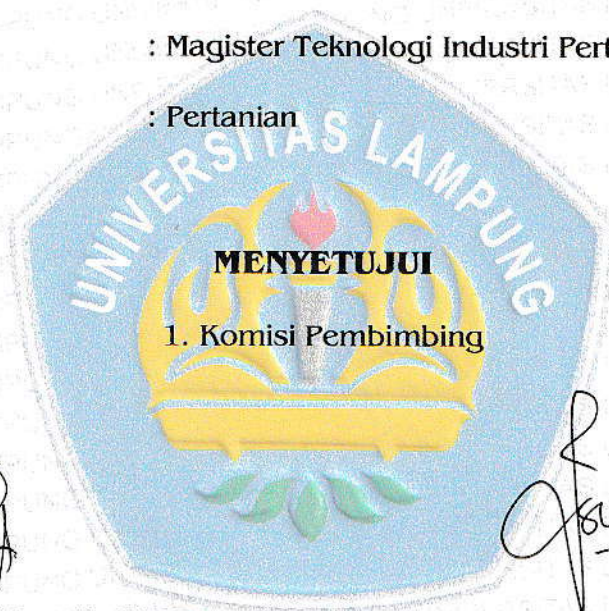 : Magister Teknologi Industri Pert
: Pertanian
UNIVERSITAS LAMPUNG
MENYETUJUI
1. Komisi Pembimbing